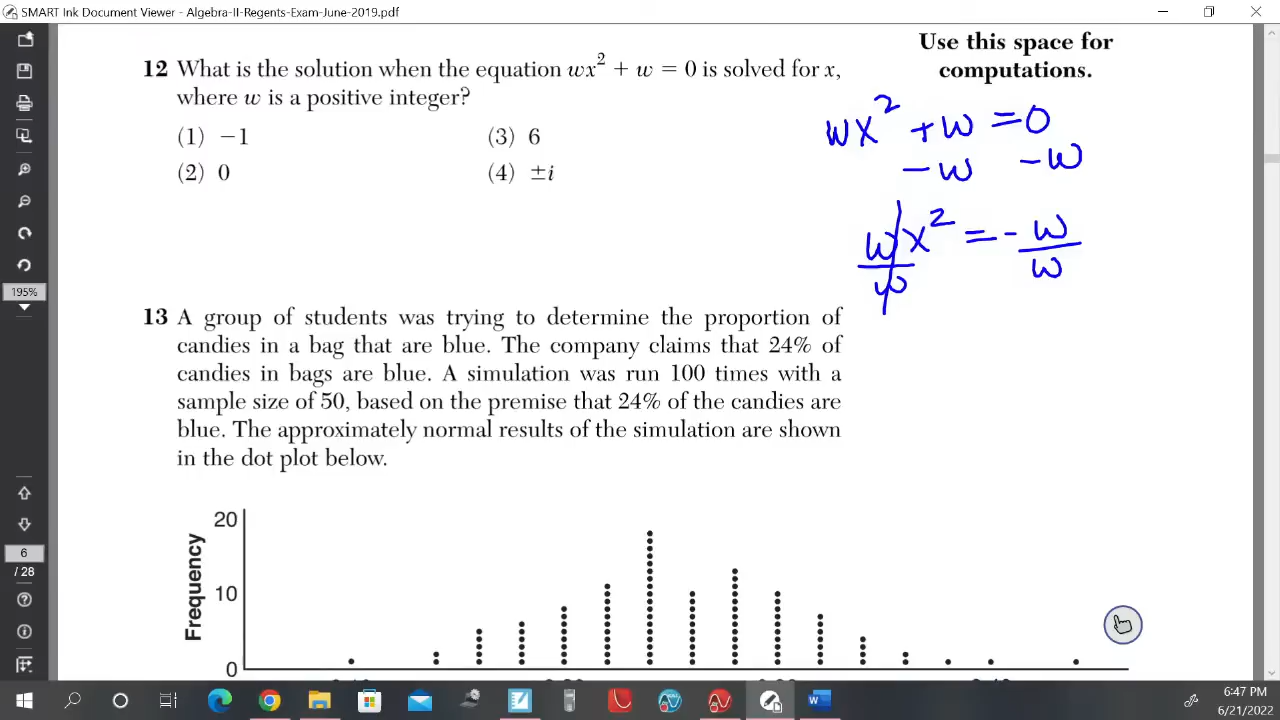 SMART Ink Document Viewer - Algebra-II-Regents-Exam-June-2019.pdf
Use this space for
computations.
12 What is the solution when the equation wx² + w = 0 is solved for x,
where w is a positive integer?
(1) −1
(3) 6
(2) 0
(4) ±i
wx² + w = 0
− w − w
wx² = - w
w w
195%
13 A group of students was trying to determine the proportion of
candies in a bag that are blue. The company claims that 24% of
candies in bags are blue. A simulation was run 100 times with a
sample size of 50, based on the premise that 24% of the candies are
blue. The approximately normal results of the simulation are shown
in the dot plot below.
20
10
0
Frequency
6
/ 28
6:47 PM
6/21/2022